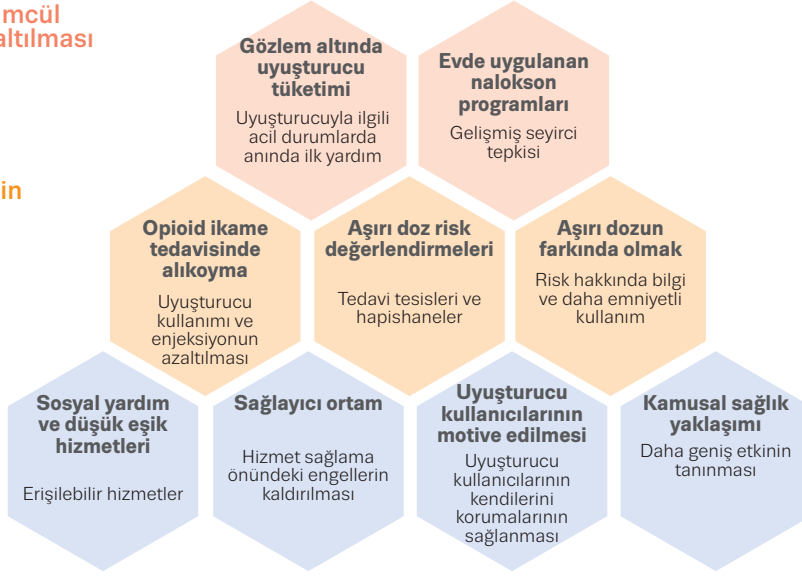 mcül
altılması
Gözlem altında
uyuşturucu
tüketimi
Uyuşturucuyla ilgili
acil durumlarda
anında ilk yardım
Evde uygulanan
nalokson
programları
Gelişmiş seyirci
tepkisi
in
Opioid ikame
tedavisinde
alıkoyma
Uyuşturucu
kullanımı ve
enjeksiyonun
azaltılması
Aşırı doz risk
değerlendirmeleri
Tedavi tesisleri ve
hapishaneler
Aşırı dozun
farkında olmak
Risk hakkında bilgi
ve daha emniyetli
kullanım
Sosyal yardım
ve düşük eşik
hizmetleri
Erişilebilir hizmetler
Sağlayıcı ortam
Hizmet sağlama
önündeki engellerin
kaldırılması
Uyuşturucu
kullanıcılarının
motive edilmesi
Uyuşturucu
kullanıcılarının
kendilerini
korumalarının
sağlanması
Kamusal sağlık
yaklaşımı
Daha geniş etkinin
tanınması